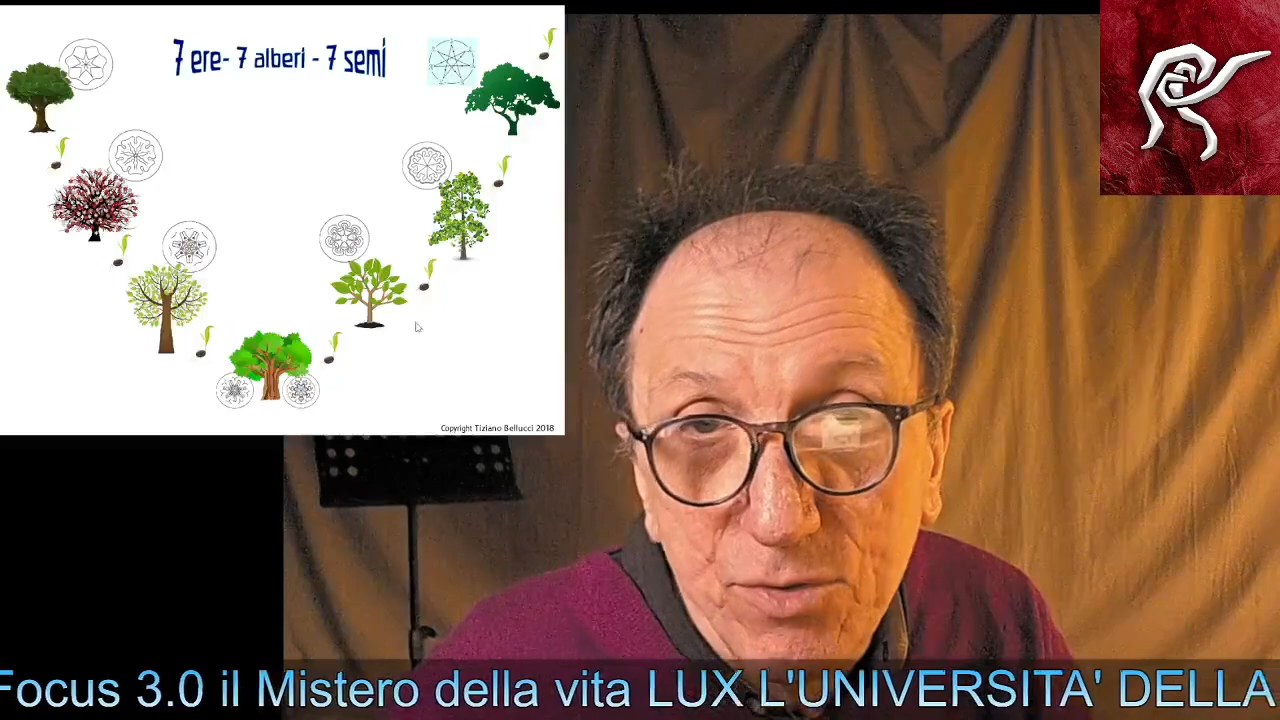 7 ere- 7 alberi - 7 semi
Copyright Tiziano Bellucci 2018
Focus 3.0 il Mistero della vita LUX L'UNIVERSITA' DELLA